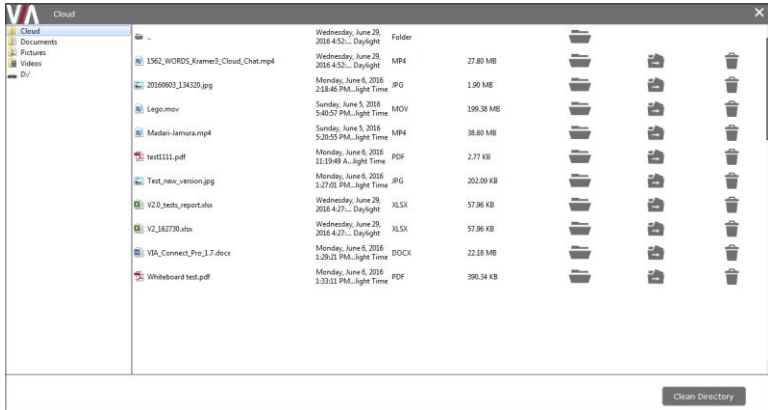 VIA Cloud
Cloud
Documents
Pictures
Videos
D:/
.. Wednesday, June 29, 2016 4:52:... Daylight Folder
1562_WORDS_Kramer3_Cloud_Chat.mp4 Wednesday, June 29, 2016 4:52:... Daylight MP4 27.80 MB
20160603_134320.jpg Monday, June 6, 2016 2:18:46 PM...light Time JPG 1.90 MB
Lego.mov Sunday, June 5, 2016 5:40:57 PM...light Time MOV 199.38 MB
Madari-Jamura.mp4 Sunday, June 5, 2016 5:20:55 PM...light Time MP4 38.60 MB
test1111.pdf Monday, June 6, 2016 11:19:49 A...light Time PDF 2.77 KB
Test_new_version.jpg Monday, June 6, 2016 1:27:01 PM...light Time JPG 202.09 KB
V2.0_tests_report.xlsx Wednesday, June 29, 2016 4:27:... Daylight XLSX 57.96 KB
V2_162730.xlsx Wednesday, June 29, 2016 4:27:... Daylight XLSX 57.96 KB
VIA_Connect_Pro_1.7.docx Monday, June 6, 2016 1:29:21 PM...light Time DOCX 22.18 MB
Whiteboard test.pdf Monday, June 6, 2016 1:33:11 PM...light Time PDF 390.34 KB
Clean Directory